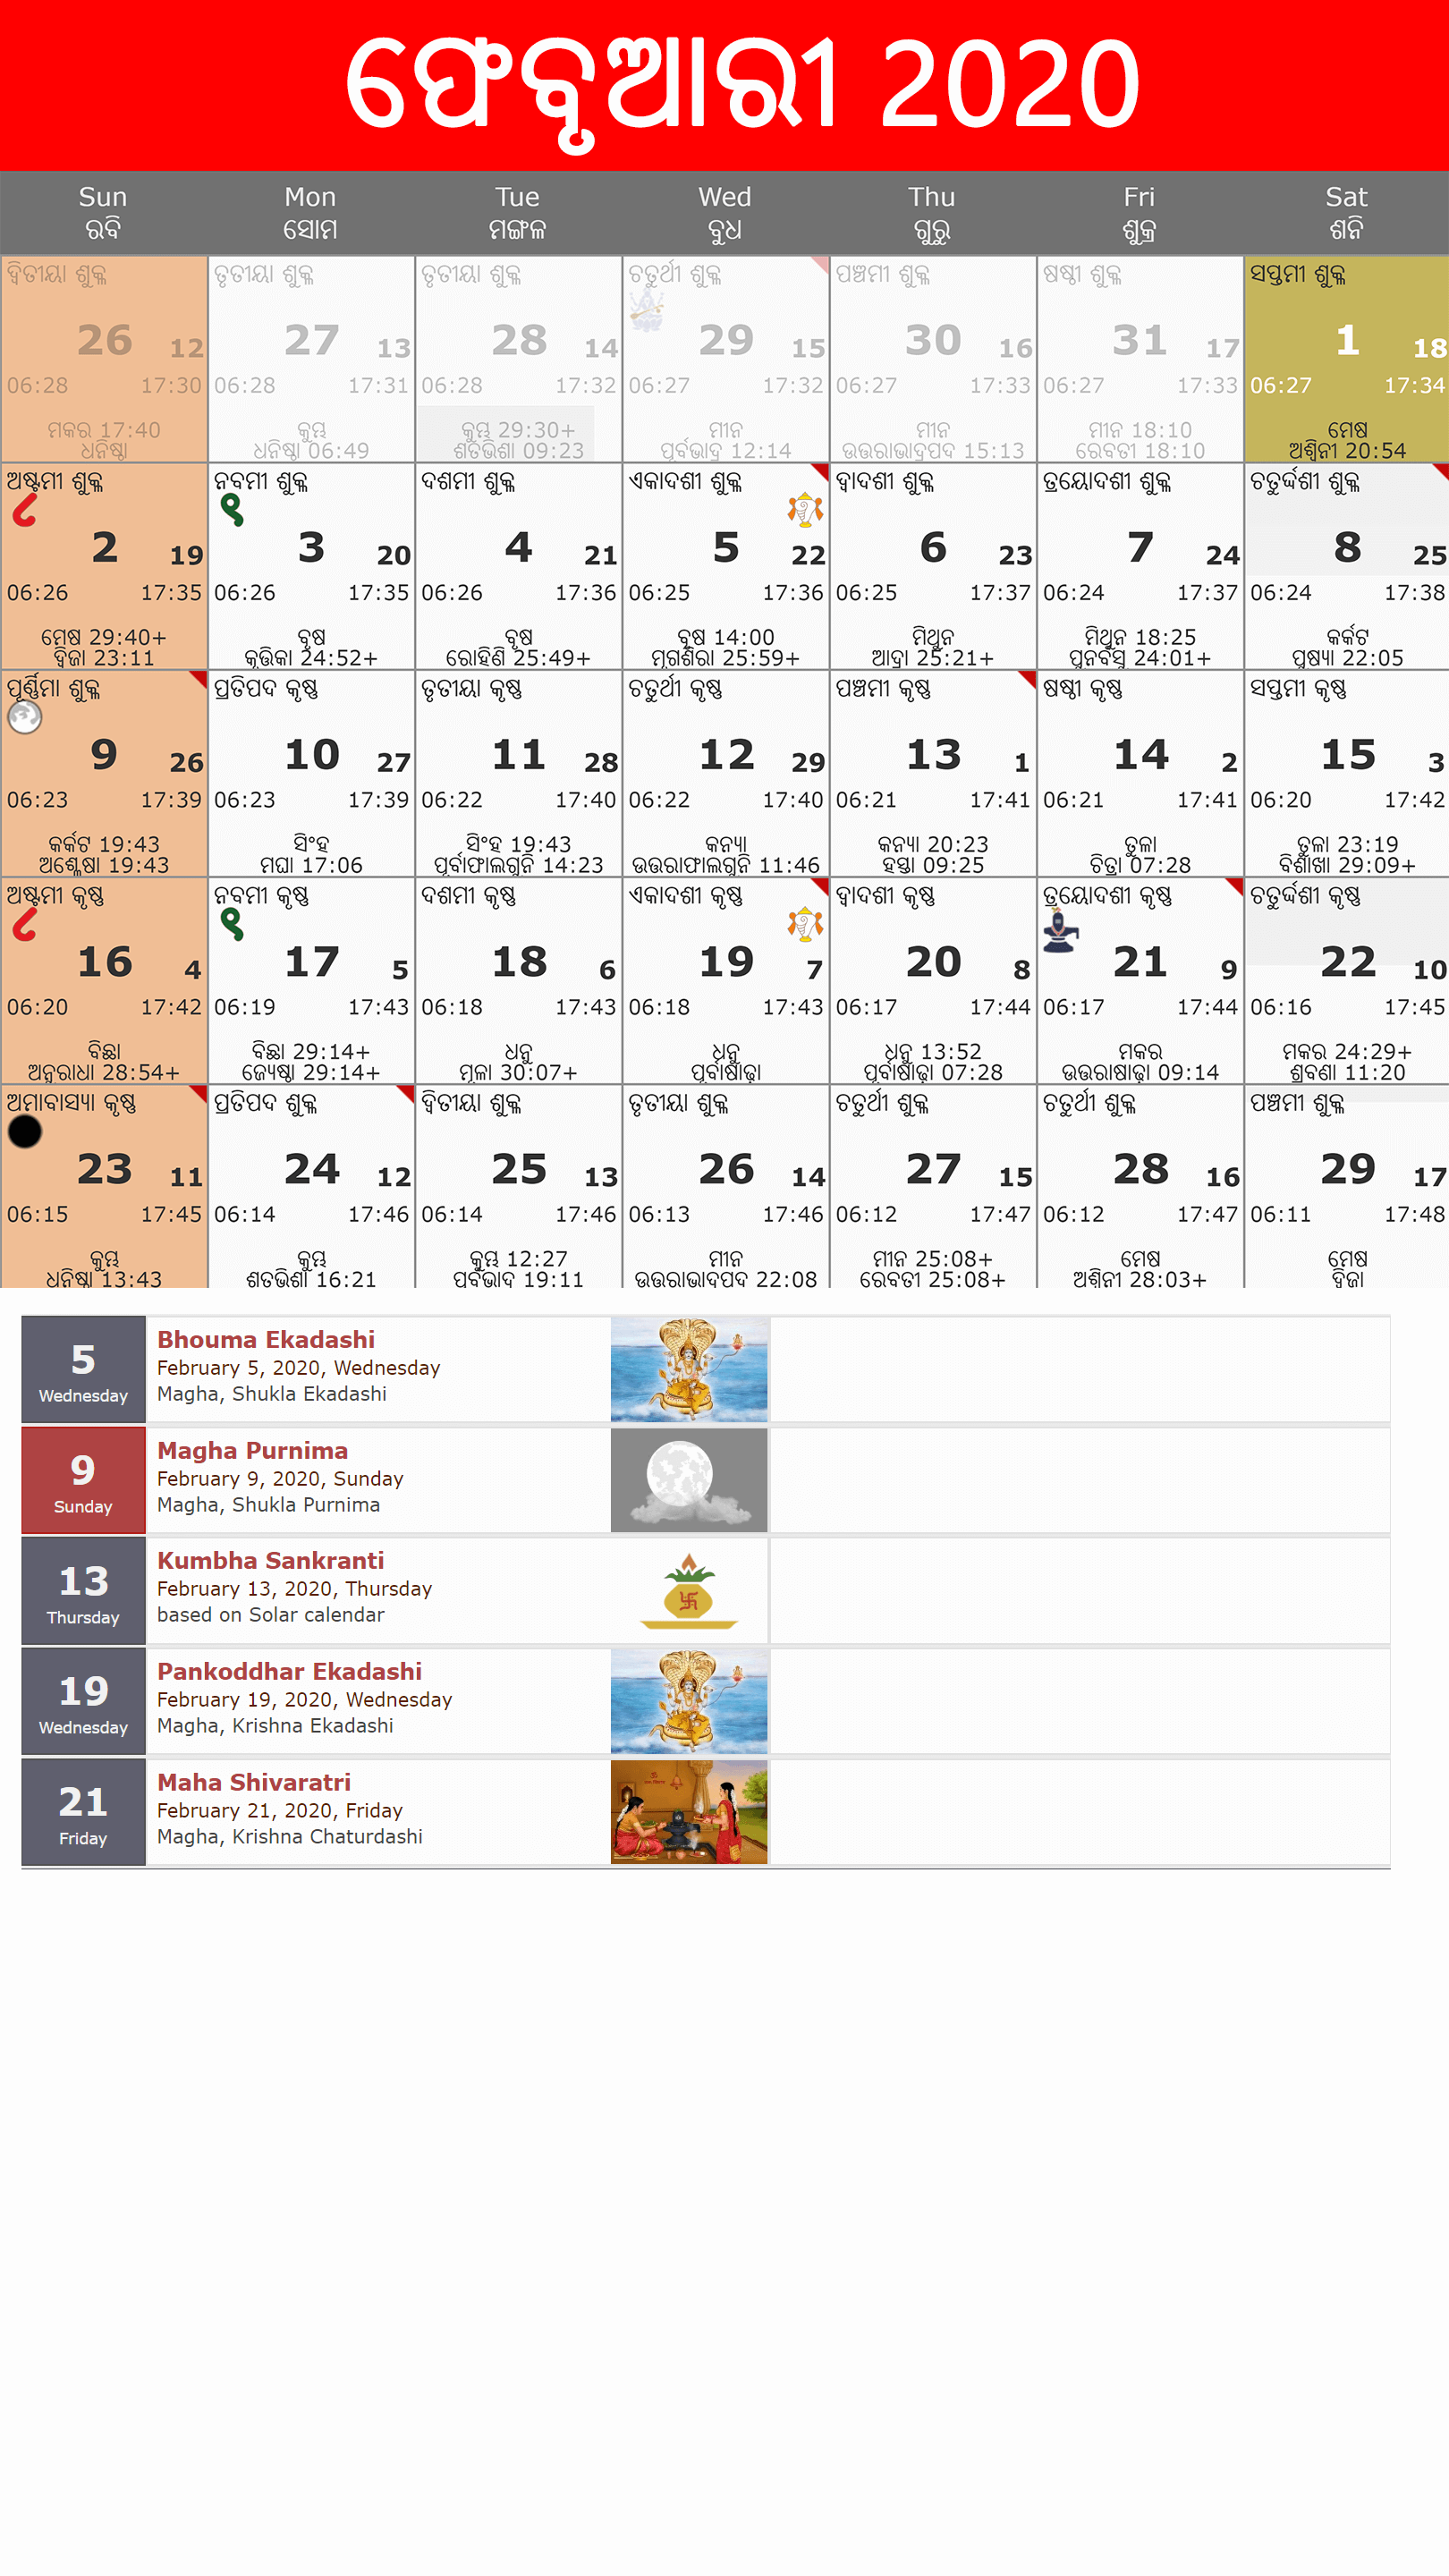 ଫେବୃଆରୀ 2020
Sun Mon Tue Wed Thu Fri Sat
ରବି ସୋମ ମଙ୍ଗଳ ବୁଧ ଗୁରୁ ଶୁକ୍ର ଶନି
ଦ୍ଵିତୀୟା ଶୁକ୍ଳ ତୃତୀୟା ଶୁକ୍ଳ ତୃତୀୟା ଶୁକ୍ଳ ଚତୁର୍ଥୀ ଶୁକ୍ଳ ପଞ୍ଚମୀ ଶୁକ୍ଳ ଷଷ୍ଠୀ ଶୁକ୍ଳ ସପ୍ତମୀ ଶୁକ୍ଳ
26 12 27 13 28 14 29 15 30 16 31 17 1 18
06:28 17:30 06:28 17:31 06:28 17:32 06:27 17:32 06:27 17:33 06:27 17:33 06:27 17:34
ମକର 17:40 କୁମ୍ଭ କୁମ୍ଭ 29:30+ ମୀନ ମୀନ ମୀନ 18:10 ମେଷ
ଧନିଷ୍ଠା ଧନିଷ୍ଠା 06:49 ଶତଭିଶା 09:23 ପୂର୍ବଭାଦ୍ର 12:14 ଉତ୍ତରାଭାଦ୍ରପଦ 15:13 ରେବତୀ 18:10 ଅଶ୍ଵିନୀ 20:54
ଅଷ୍ଟମୀ ଶୁକ୍ଳ ନବମୀ ଶୁକ୍ଳ ଦଶମୀ ଶୁକ୍ଳ ଏକାଦଶୀ ଶୁକ୍ଳ ଦ୍ଵାଦଶୀ ଶୁକ୍ଳ ତ୍ରୟୋଦଶୀ ଶୁକ୍ଳ ଚତୁର୍ଦ୍ଦଶୀ ଶୁକ୍ଳ
८ ९
2 19 3 20 4 21 5 22 6 23 7 24 8 25
06:26 17:35 06:26 17:35 06:26 17:36 06:25 17:36 06:25 17:37 06:24 17:37 06:24 17:38
ମେଷ 29:40+ ବୃଷ ବୃଷ ବୃଷ 14:00 ମିଥୁନ ମିଥୁନ 18:25 କର୍କଟ
ଦ୍ଵିଜା 23:11 କୃତ୍ତିକା 24:52+ ରୋହିଣି 25:49+ ମୃଗଶିରା 25:59+ ଆଦ୍ରା 25:21+ ପୁନର୍ବସୁ 24:01+ ପୁଷ୍ୟା 22:05
ପୂର୍ଣ୍ଣିମା ଶୁକ୍ଳ ପ୍ରତିପଦ କୃଷ୍ଣ ତୃତୀୟା କୃଷ୍ଣ ଚତୁର୍ଥୀ କୃଷ୍ଣ ପଞ୍ଚମୀ କୃଷ୍ଣ ଷଷ୍ଠୀ କୃଷ୍ଣ ସପ୍ତମୀ କୃଷ୍ଣ
9 26 10 27 11 28 12 29 13 1 14 2 15 3
06:23 17:39 06:23 17:39 06:22 17:40 06:22 17:40 06:21 17:41 06:21 17:41 06:20 17:42
କର୍କଟ 19:43 ସିଂହ ସିଂହ 19:43 କନ୍ୟା କନ୍ୟା 20:23 ତୁଳା ତୁଳା 23:19
ଅଶ୍ଳେଷା 19:43 ମଘା 17:06 ପୂର୍ବାଫାଲଗୁନି 14:23 ଉତ୍ତରାଫାଲଗୁନି 11:46 ହସ୍ତା 09:25 ଚିତ୍ରା 07:28 ବିଶାଖା 29:09+
ଅଷ୍ଟମୀ କୃଷ୍ଣ ନବମୀ କୃଷ୍ଣ ଦଶମୀ କୃଷ୍ଣ ଏକାଦଶୀ କୃଷ୍ଣ ଦ୍ଵାଦଶୀ କୃଷ୍ଣ ତ୍ରୟୋଦଶୀ କୃଷ୍ଣ ଚତୁର୍ଦ୍ଦଶୀ କୃଷ୍ଣ
८ ९
16 4 17 5 18 6 19 7 20 8 21 9 22 10
06:20 17:42 06:19 17:43 06:18 17:43 06:18 17:43 06:17 17:44 06:17 17:44 06:16 17:45
ବିଛା ବିଛା 29:14+ ଧନୁ ଧନୁ ଧନୁ 13:52 ମକର ମକର 24:29+
ଅନୁରାଧା 28:54+ ଜ୍ୟେଷ୍ଠା 29:14+ ମୂଳା 30:07+ ପୂର୍ବାଷାଢ଼ା ପୂର୍ବାଷାଢ଼ା 07:28 ଉତ୍ତରାଷାଢ଼ା 09:14 ଶ୍ରବଣା 11:20
ଅମାବାସ୍ୟା କୃଷ୍ଣ ପ୍ରତିପଦ ଶୁକ୍ଳ ଦ୍ଵିତୀୟା ଶୁକ୍ଳ ତୃତୀୟା ଶୁକ୍ଳ ଚତୁର୍ଥୀ ଶୁକ୍ଳ ଚତୁର୍ଥୀ ଶୁକ୍ଳ ପଞ୍ଚମୀ ଶୁକ୍ଳ
23 11 24 12 25 13 26 14 27 15 28 16 29 17
06:15 17:45 06:14 17:46 06:14 17:46 06:13 17:46 06:12 17:47 06:12 17:47 06:11 17:48
କୁମ୍ଭ କୁମ୍ଭ କୁମ୍ଭ 12:27 ମୀନ ମୀନ 25:08+ ମେଷ ମେଷ
ଧନିଷ୍ଠା 13:43 ଶତଭିଶା 16:21 ପୂର୍ବଭାଦ୍ର 19:11 ଉତ୍ତରାଭାଦ୍ରପଦ 22:08 ରେବତୀ 25:08+ ଅଶ୍ଵିନୀ 28:03+ ଦ୍ଵିଜା
5 Bhouma Ekadashi
February 5, 2020, Wednesday
Wednesday Magha, Shukla Ekadashi
9 Magha Purnima
February 9, 2020, Sunday
Sunday Magha, Shukla Purnima
13 Kumbha Sankranti
February 13, 2020, Thursday
Thursday based on Solar calendar
19 Pankoddhar Ekadashi
February 19, 2020, Wednesday
Wednesday Magha, Krishna Ekadashi
21 Maha Shivaratri
February 21, 2020, Friday
Friday Magha, Krishna Chaturdashi